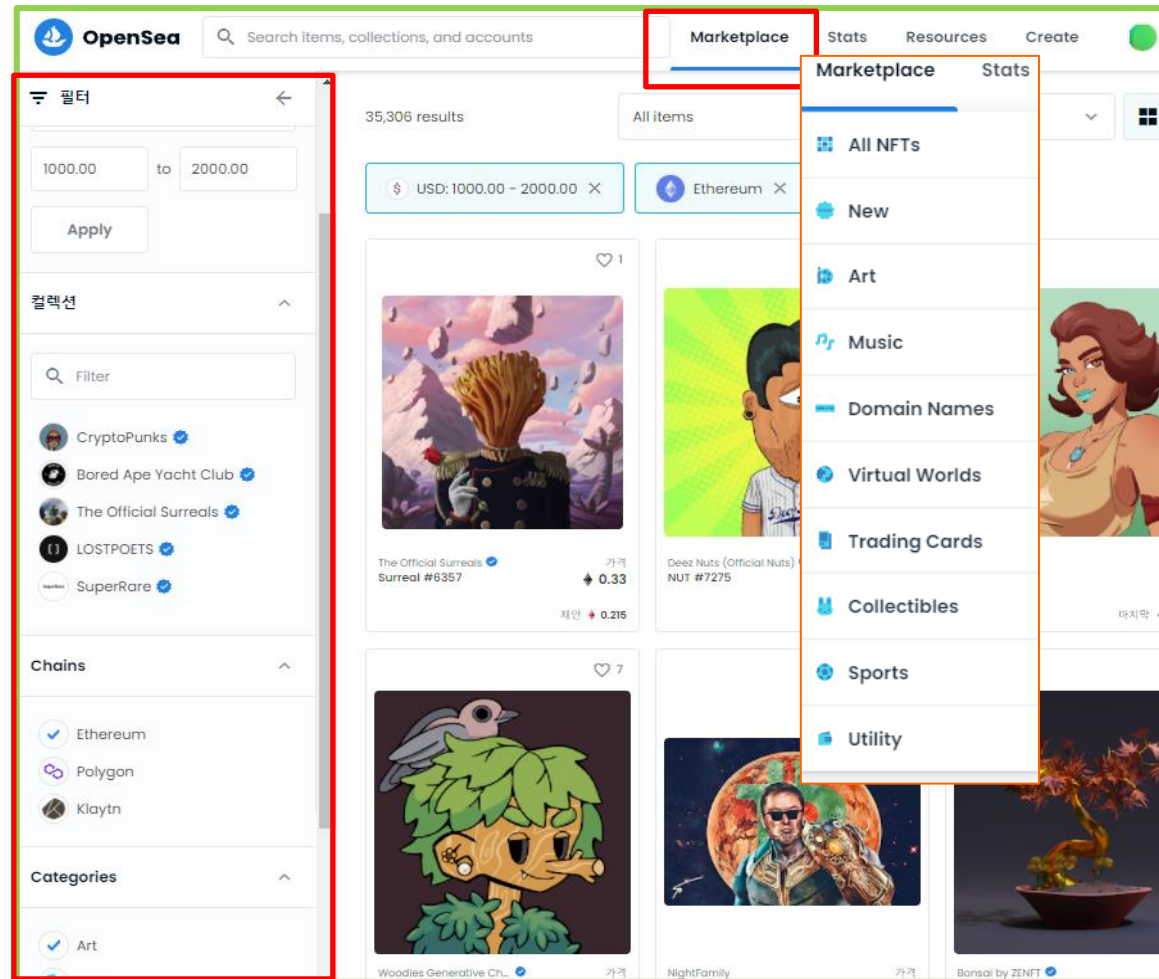 OpenSea
Search items, collections, and accounts
Marketplace
Stats
Resources
Create
필터
1000.00 to 2000.00
Apply
컬렉션
Filter
CryptoPunks
Bored Ape Yacht Club
The Official Surreals
LOSTPOETS
SuperRare
Chains
Ethereum
Polygon
Klaytn
Categories
Art
35,306 results
All items
USD: 1000.00 - 2000.00
Ethereum
1
The Official Surreals
가격
Surreal #6357
0.33
제안 0.215
Deez Nuts (Official Nuts)
NUT #7275
마지막
7
Woodies Generative Ch...
가격
NightFamily
가격
Bonsai by ZENFT
Marketplace
Stats
All NFTs
New
Art
Music
Domain Names
Virtual Worlds
Trading Cards
Collectibles
Sports
Utility